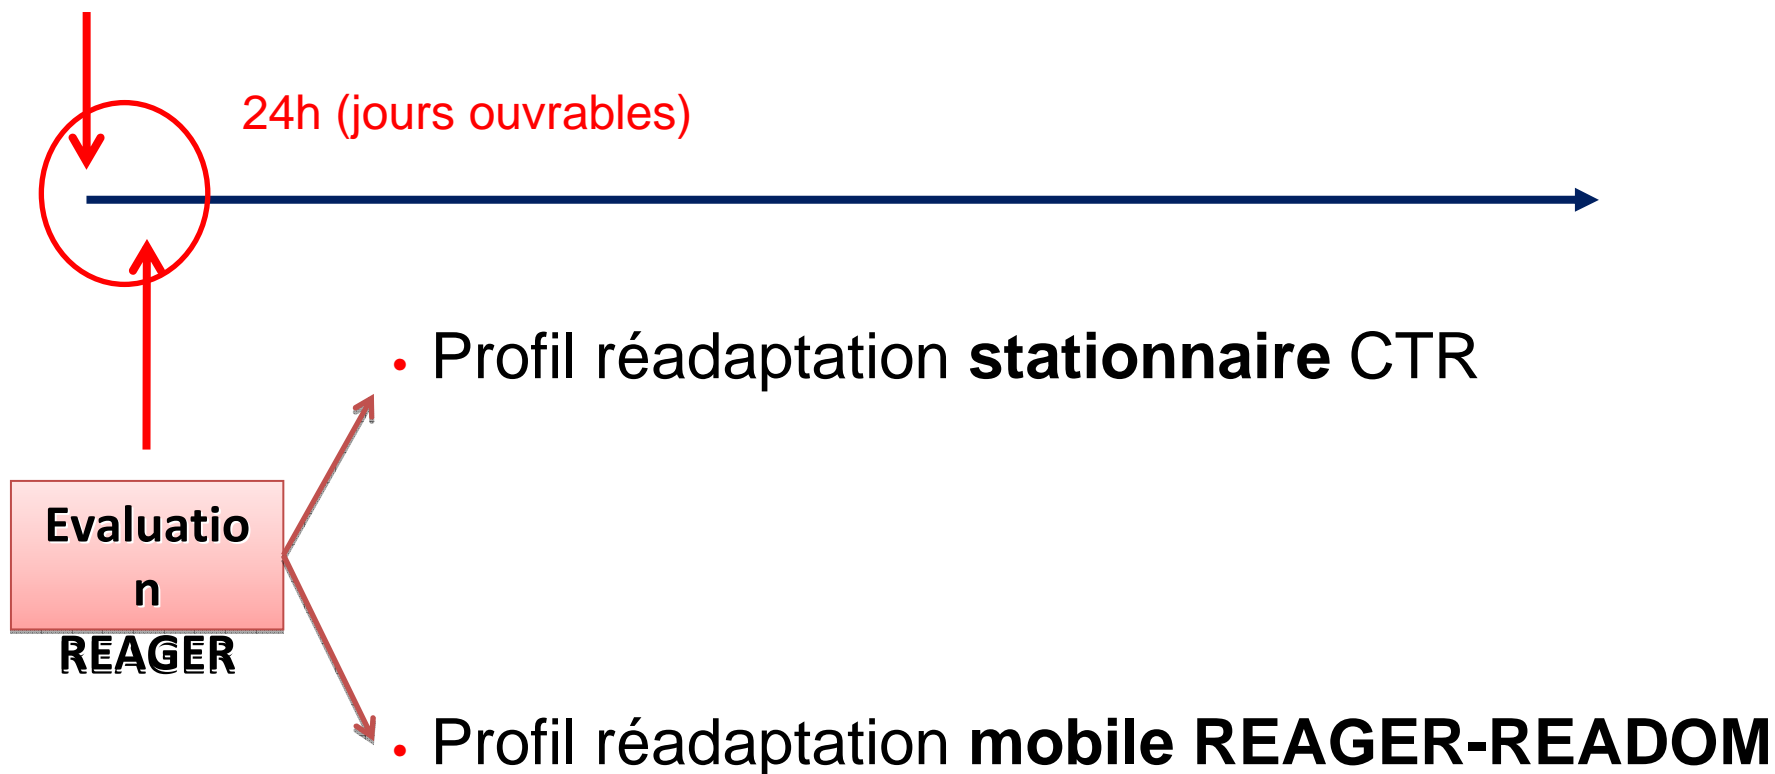 24h (jours ouvrables)
• Profil réadaptation stationnaire CTR
Evaluatio
n
REAGER
• Profil réadaptation mobile REAGER-READOM